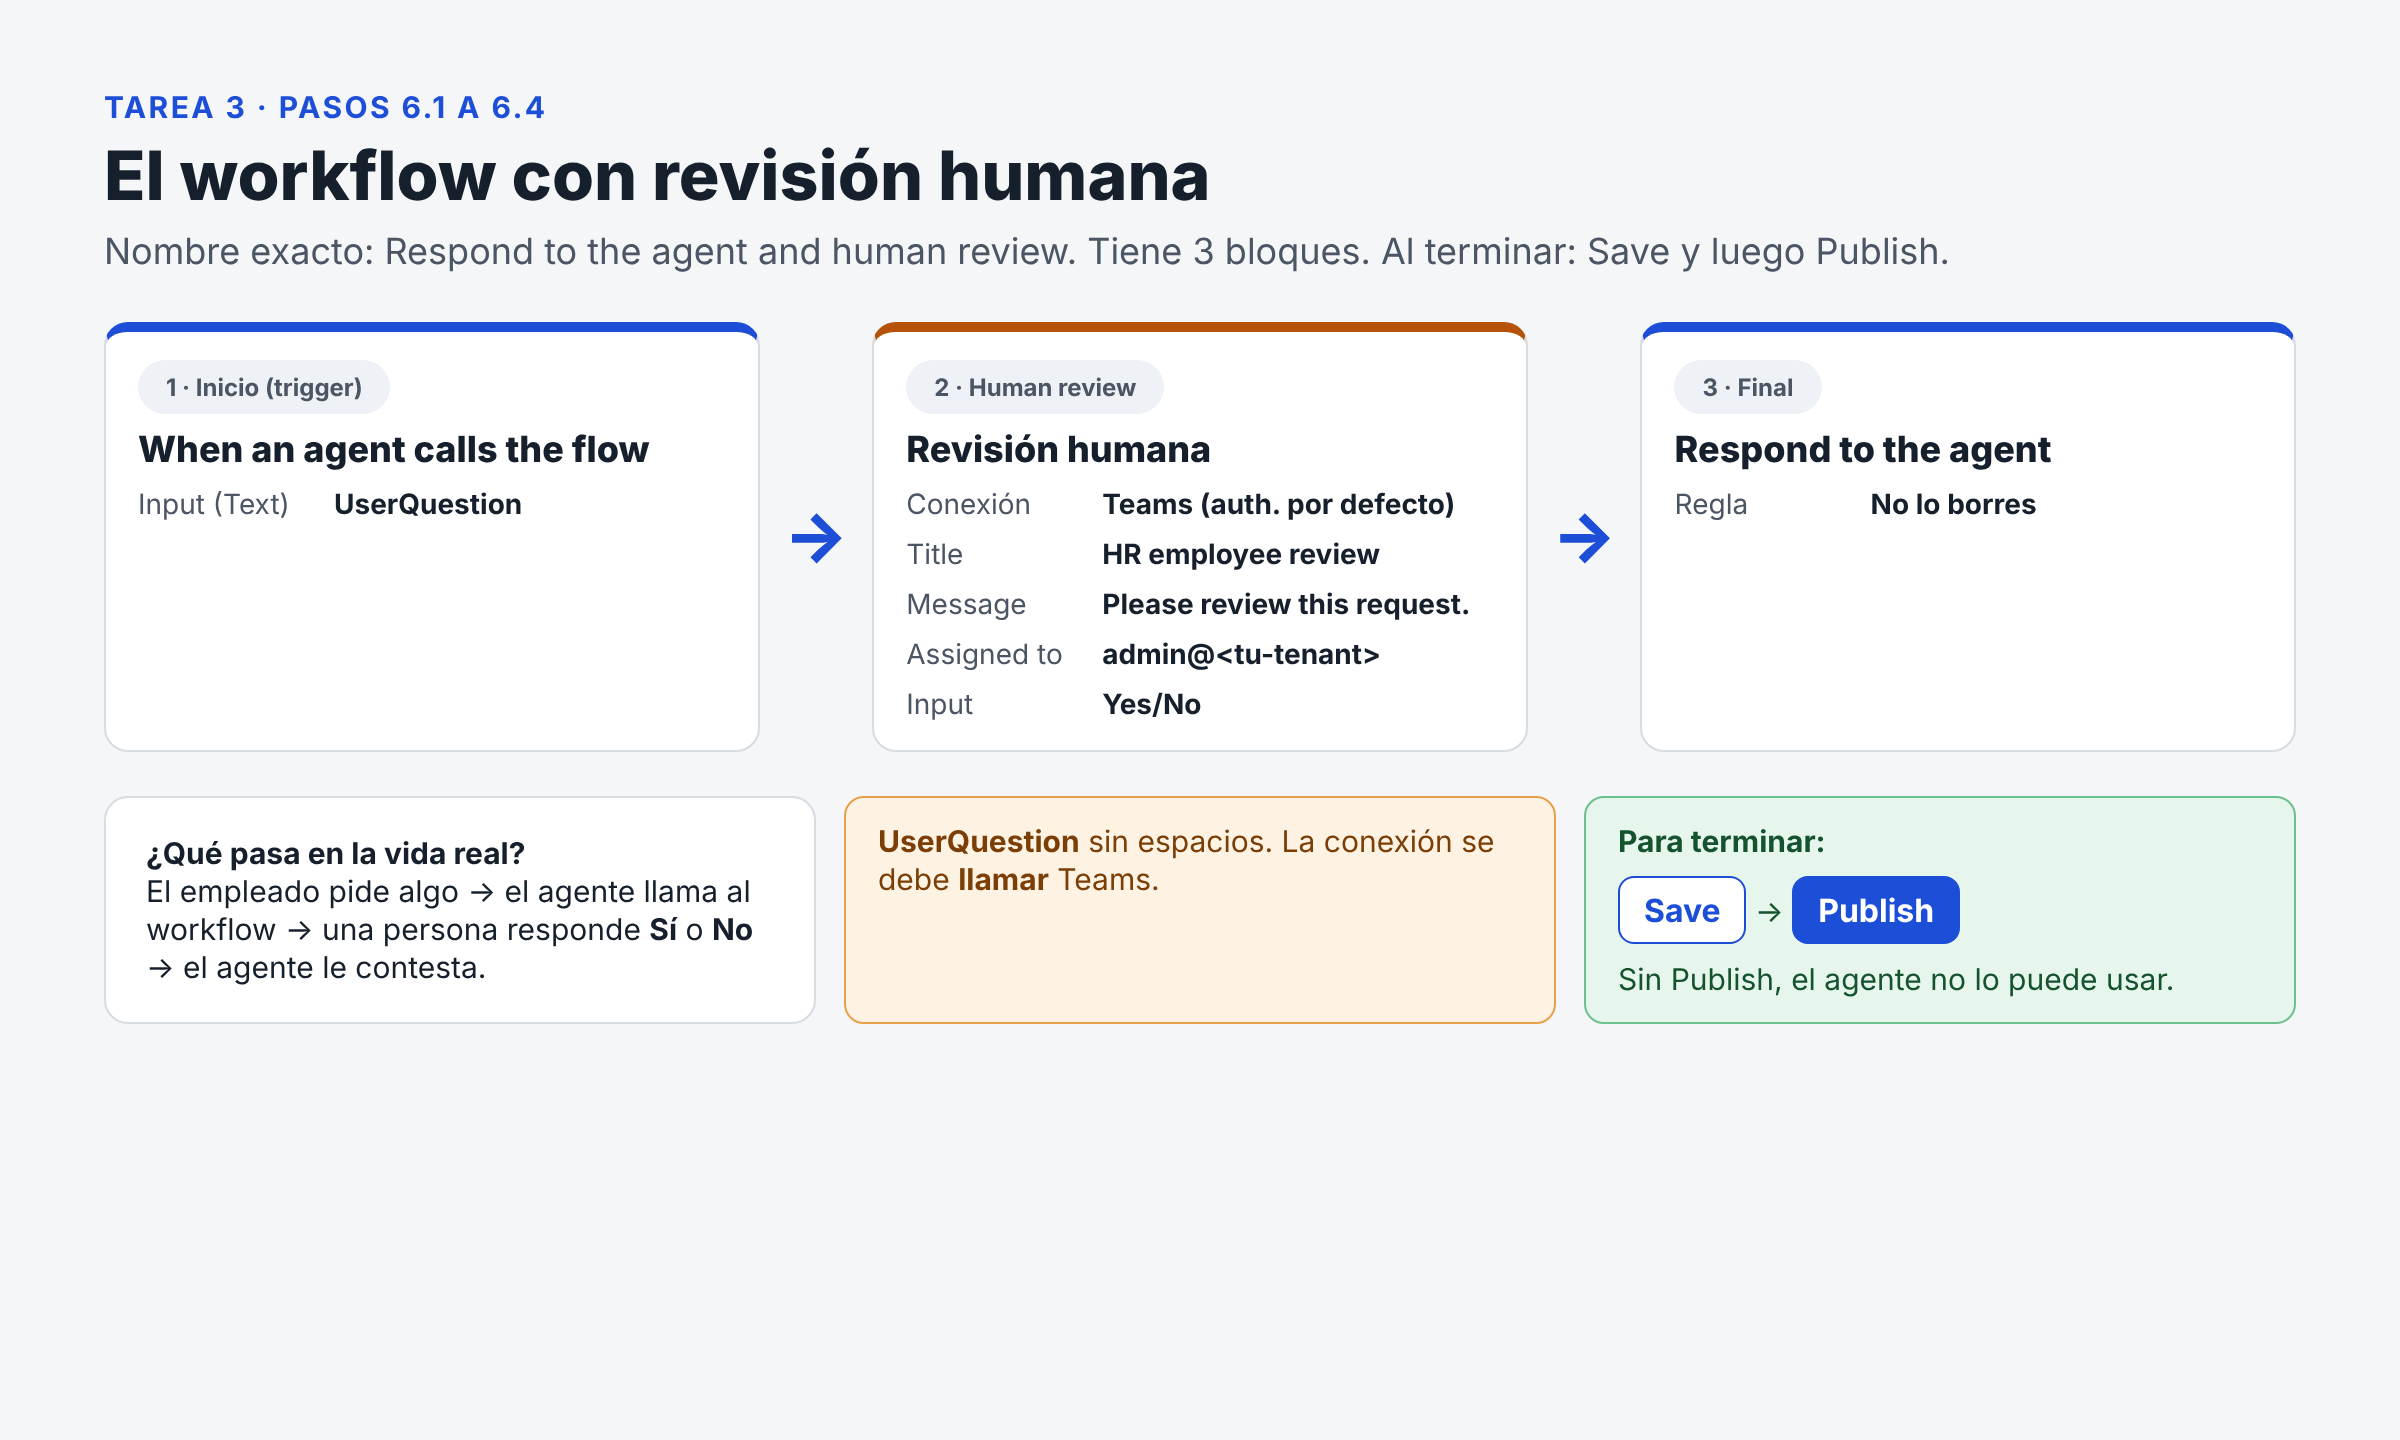 TAREA 3 · PASOS 6.1 A 6.4
El workflow con revisión humana
Nombre exacto: Respond to the agent and human review. Tiene 3 bloques. Al terminar: Save y luego Publish.
1 · Inicio (trigger)
When an agent calls the flow
Input (Text) UserQuestion
→
2 · Human review
Revisión humana
Conexión Teams (auth. por defecto)
Title HR employee review
Message Please review this request.
Assigned to admin@<tu-tenant>
Input Yes/No
→
3 · Final
Respond to the agent
Regla No lo borres
¿Qué pasa en la vida real?
El empleado pide algo → el agente llama al
workflow → una persona responde Sí o No
→ el agente le contesta.
UserQuestion sin espacios. La conexión se
debe llamar Teams.
Para terminar:
Save → Publish
Sin Publish, el agente no lo puede usar.